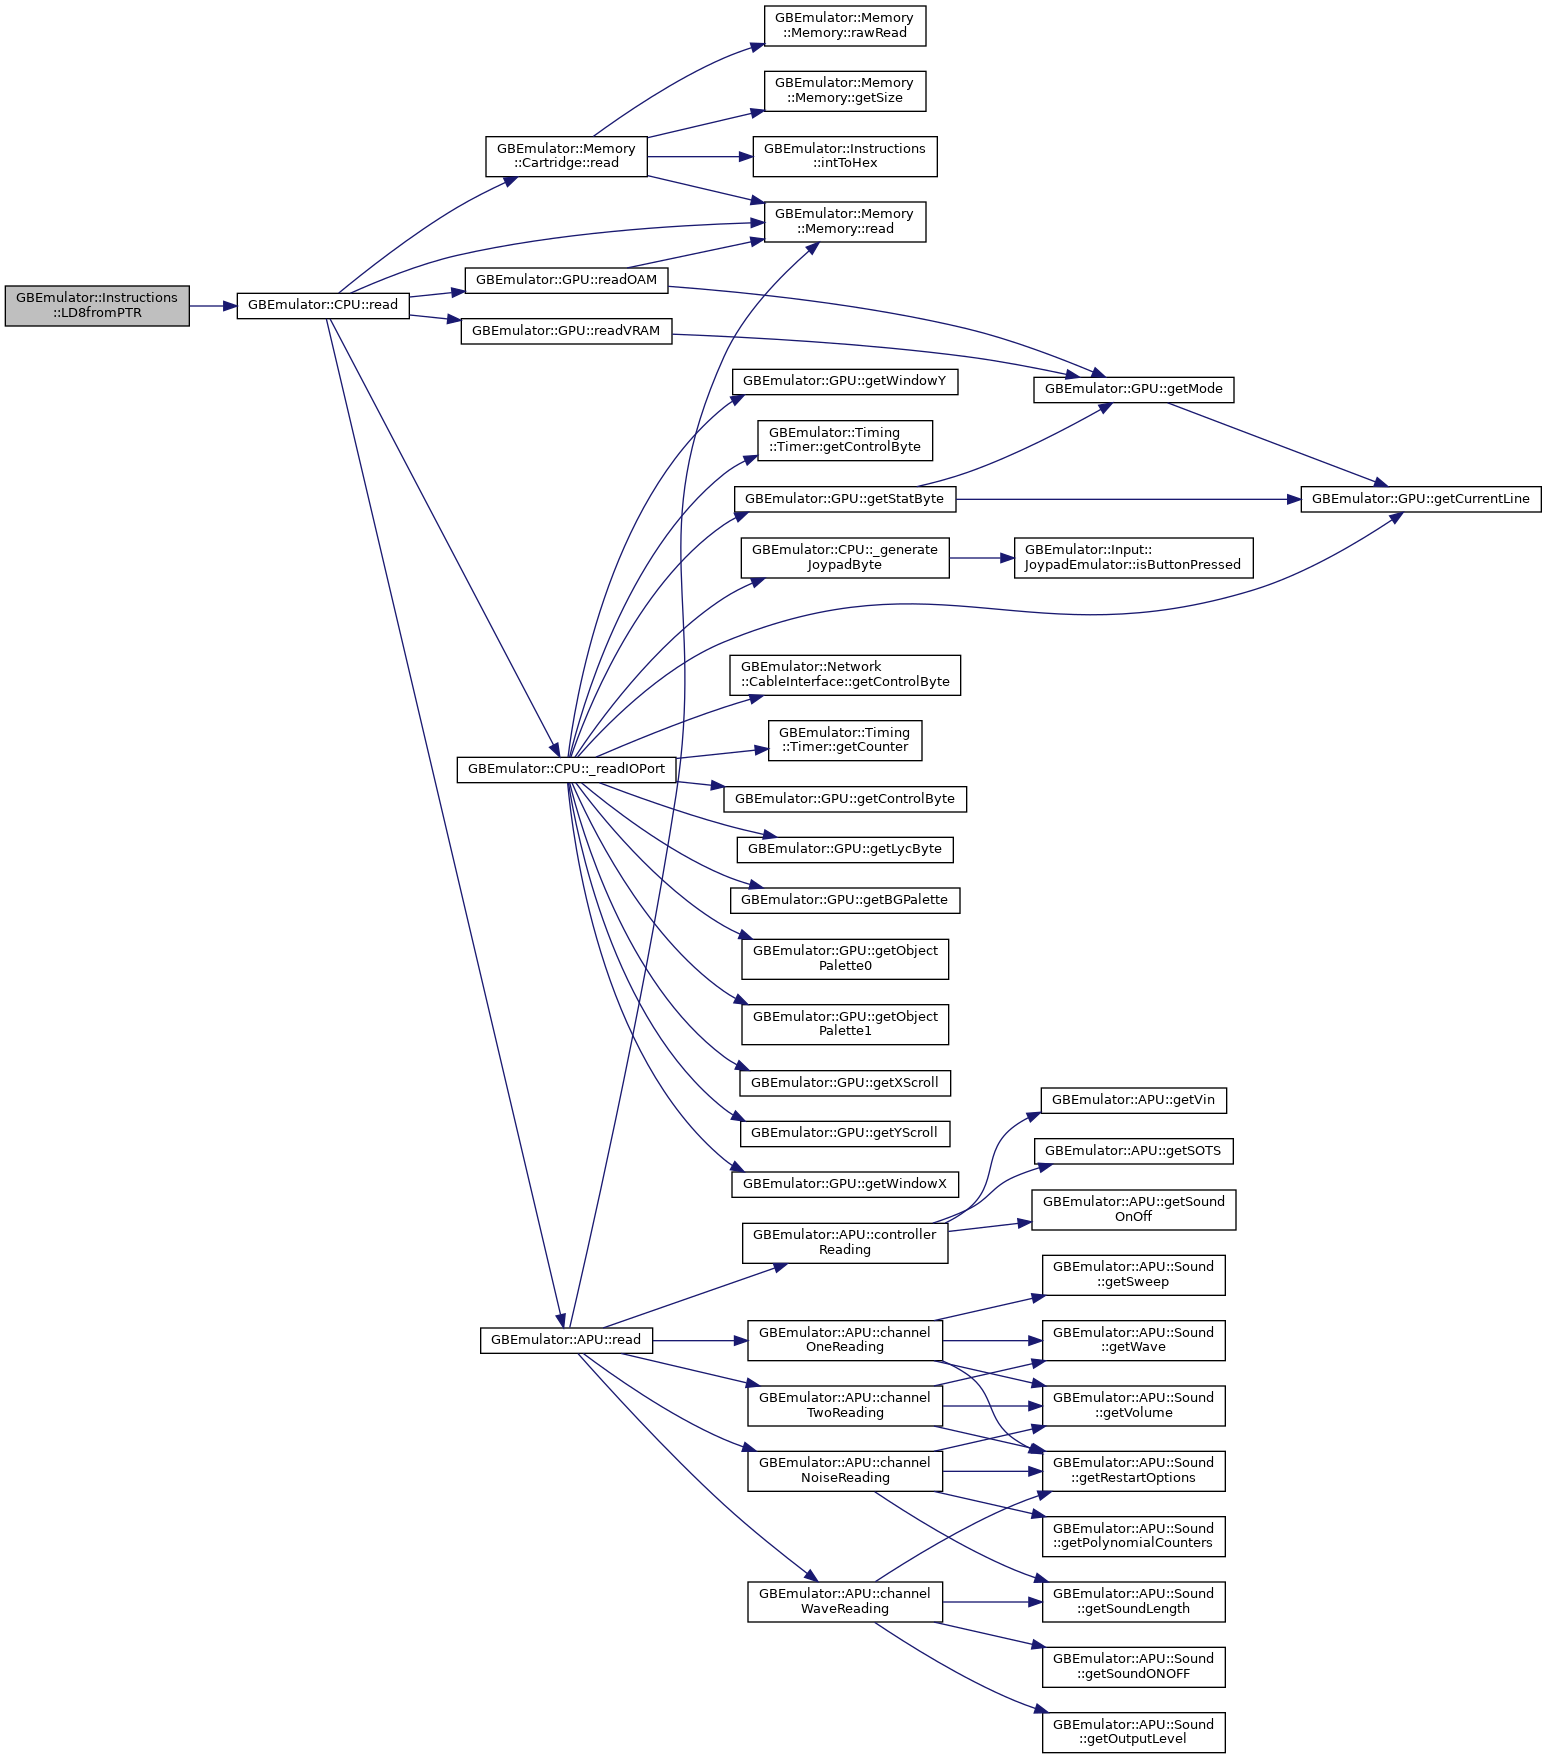 GBEmulator::Instructions
::LD8fromPTR
GBEmulator::CPU::read
GBEmulator::Memory
::Cartridge::read
GBEmulator::Memory
::Memory::rawRead
GBEmulator::Memory
::Memory::getSize
GBEmulator::Instructions
::intToHex
GBEmulator::Memory
::Memory::read
GBEmulator::GPU::readOAM
GBEmulator::GPU::readVRAM
GBEmulator::GPU::getMode
GBEmulator::GPU::getCurrentLine
GBEmulator::CPU::_readIOPort
GBEmulator::GPU::getWindowY
GBEmulator::Timing
::Timer::getControlByte
GBEmulator::GPU::getStatByte
GBEmulator::CPU::_generate
JoypadByte
GBEmulator::Input::
JoypadEmulator::isButtonPressed
GBEmulator::Network
::CableInterface::getControlByte
GBEmulator::Timing
::Timer::getCounter
GBEmulator::GPU::getControlByte
GBEmulator::GPU::getLycByte
GBEmulator::GPU::getBGPalette
GBEmulator::GPU::getObject
Palette0
GBEmulator::GPU::getObject
Palette1
GBEmulator::GPU::getXScroll
GBEmulator::GPU::getYScroll
GBEmulator::GPU::getWindowX
GBEmulator::APU::read
GBEmulator::APU::controller
Reading
GBEmulator::APU::getVin
GBEmulator::APU::getSOTS
GBEmulator::APU::getSound
OnOff
GBEmulator::APU::channel
OneReading
GBEmulator::APU::channel
TwoReading
GBEmulator::APU::channel
NoiseReading
GBEmulator::APU::channel
WaveReading
GBEmulator::APU::Sound
::getSweep
GBEmulator::APU::Sound
::getWave
GBEmulator::APU::Sound
::getVolume
GBEmulator::APU::Sound
::getRestartOptions
GBEmulator::APU::Sound
::getPolynomialCounters
GBEmulator::APU::Sound
::getSoundLength
GBEmulator::APU::Sound
::getSoundONOFF
GBEmulator::APU::Sound
::getOutputLevel